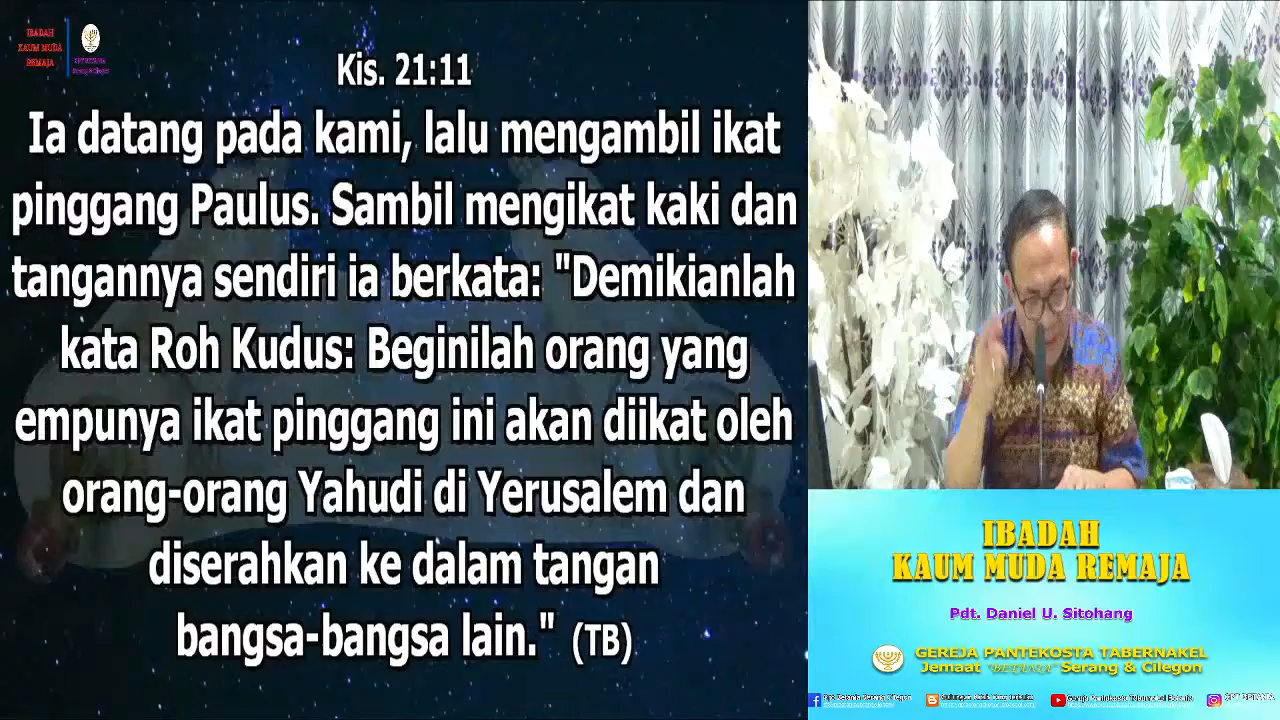 IBADAH
KAUM MUDA
REMAJA
Kis. 21:11
Ia datang pada kami, lalu mengambil ikat
pinggang Paulus. Sambil mengikat kaki dan
tangannya sendiri ia berkata: "Demikianlah
kata Roh Kudus: Beginilah orang yang
empunya ikat pinggang ini akan diikat oleh
orang-orang Yahudi di Yerusalem dan
diserahkan ke dalam tangan
bangsa-bangsa lain." (TB)
IBADAH
KAUM MUDA REMAJA
Pdt. Daniel U. Sitohang
GEREJA PANTEKOSTA TABERNAKEL
Jemaat "BETANIA" Serang & Cilegon